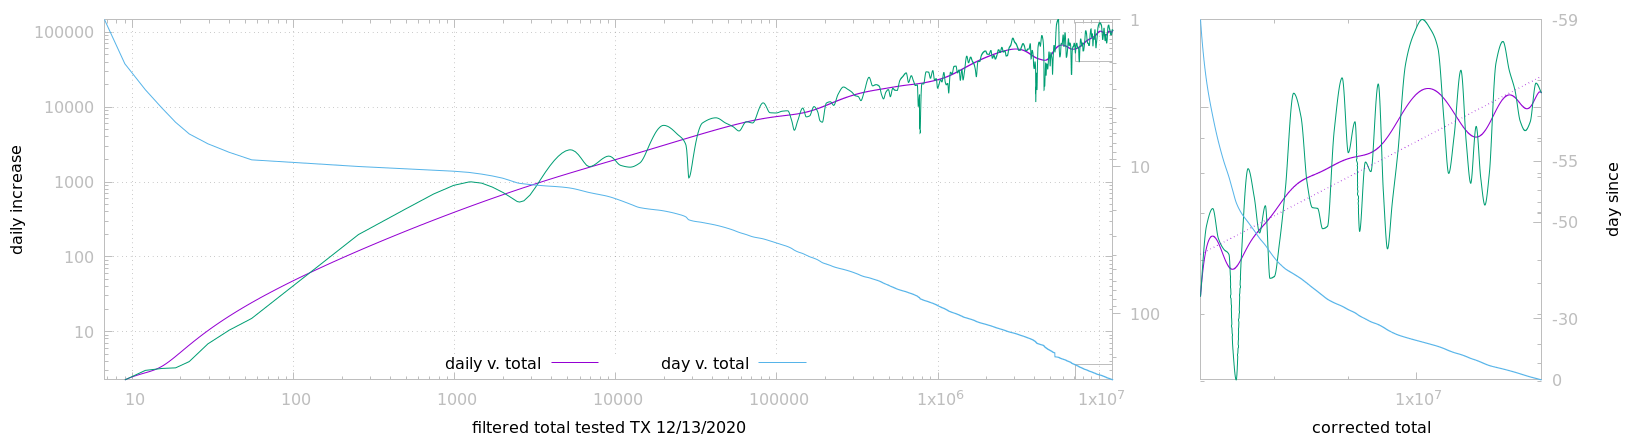 100000
10000
1000
100
10
daily increase
1
10
100
daily v. total
day v. total
10
100
1000
10000
100000
1x10⁶
1x10⁷
filtered total tested TX 12/13/2020
-59
-55
-50
-30
0
day since
1x10⁷
corrected total